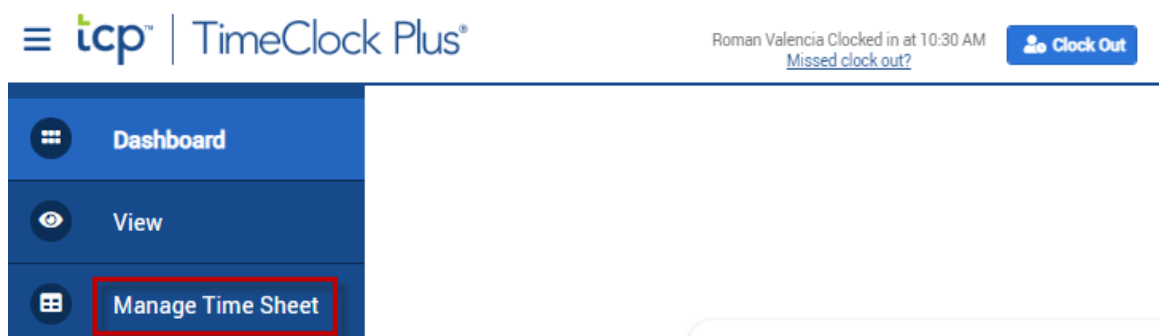 tcp™ TimeClock Plus®
Roman Valencia Clocked in at 10:30 AM
Missed clock out?
Clock Out
Dashboard
View
Manage Time Sheet